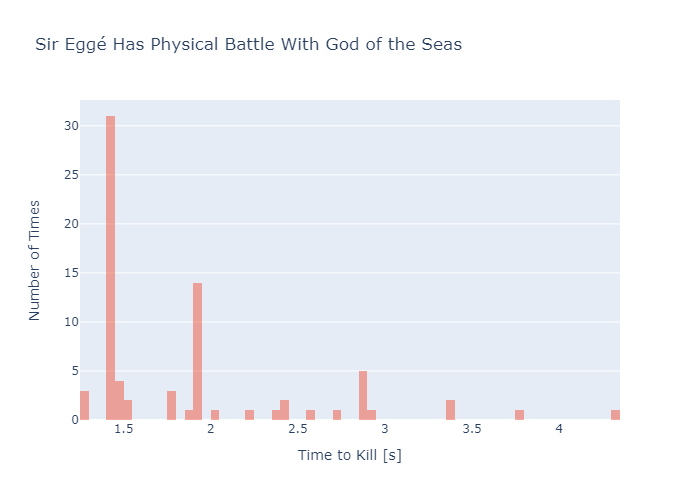 Sir Eggé Has Physical Battle With God of the Seas
30
25
20
15
10
5
0
Number of Times
1.5 2 2.5 3 3.5 4
Time to Kill [s]